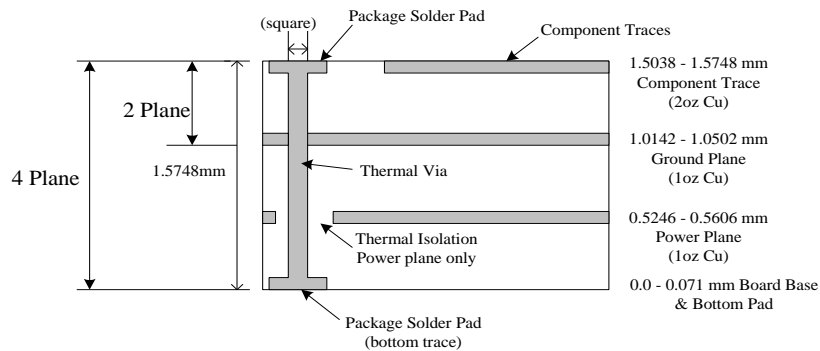 (square)
Package Solder Pad
Component Traces
1.5038 - 1.5748 mm
Component Trace
(2oz Cu)
2 Plane
4 Plane
1.5748mm
Thermal Via
1.0142 - 1.0502 mm
Ground Plane
(1oz Cu)
Thermal Isolation
Power plane only
0.5246 - 0.5606 mm
Power Plane
(1oz Cu)
0.0 - 0.071 mm Board Base
& Bottom Pad
Package Solder Pad
(bottom trace)